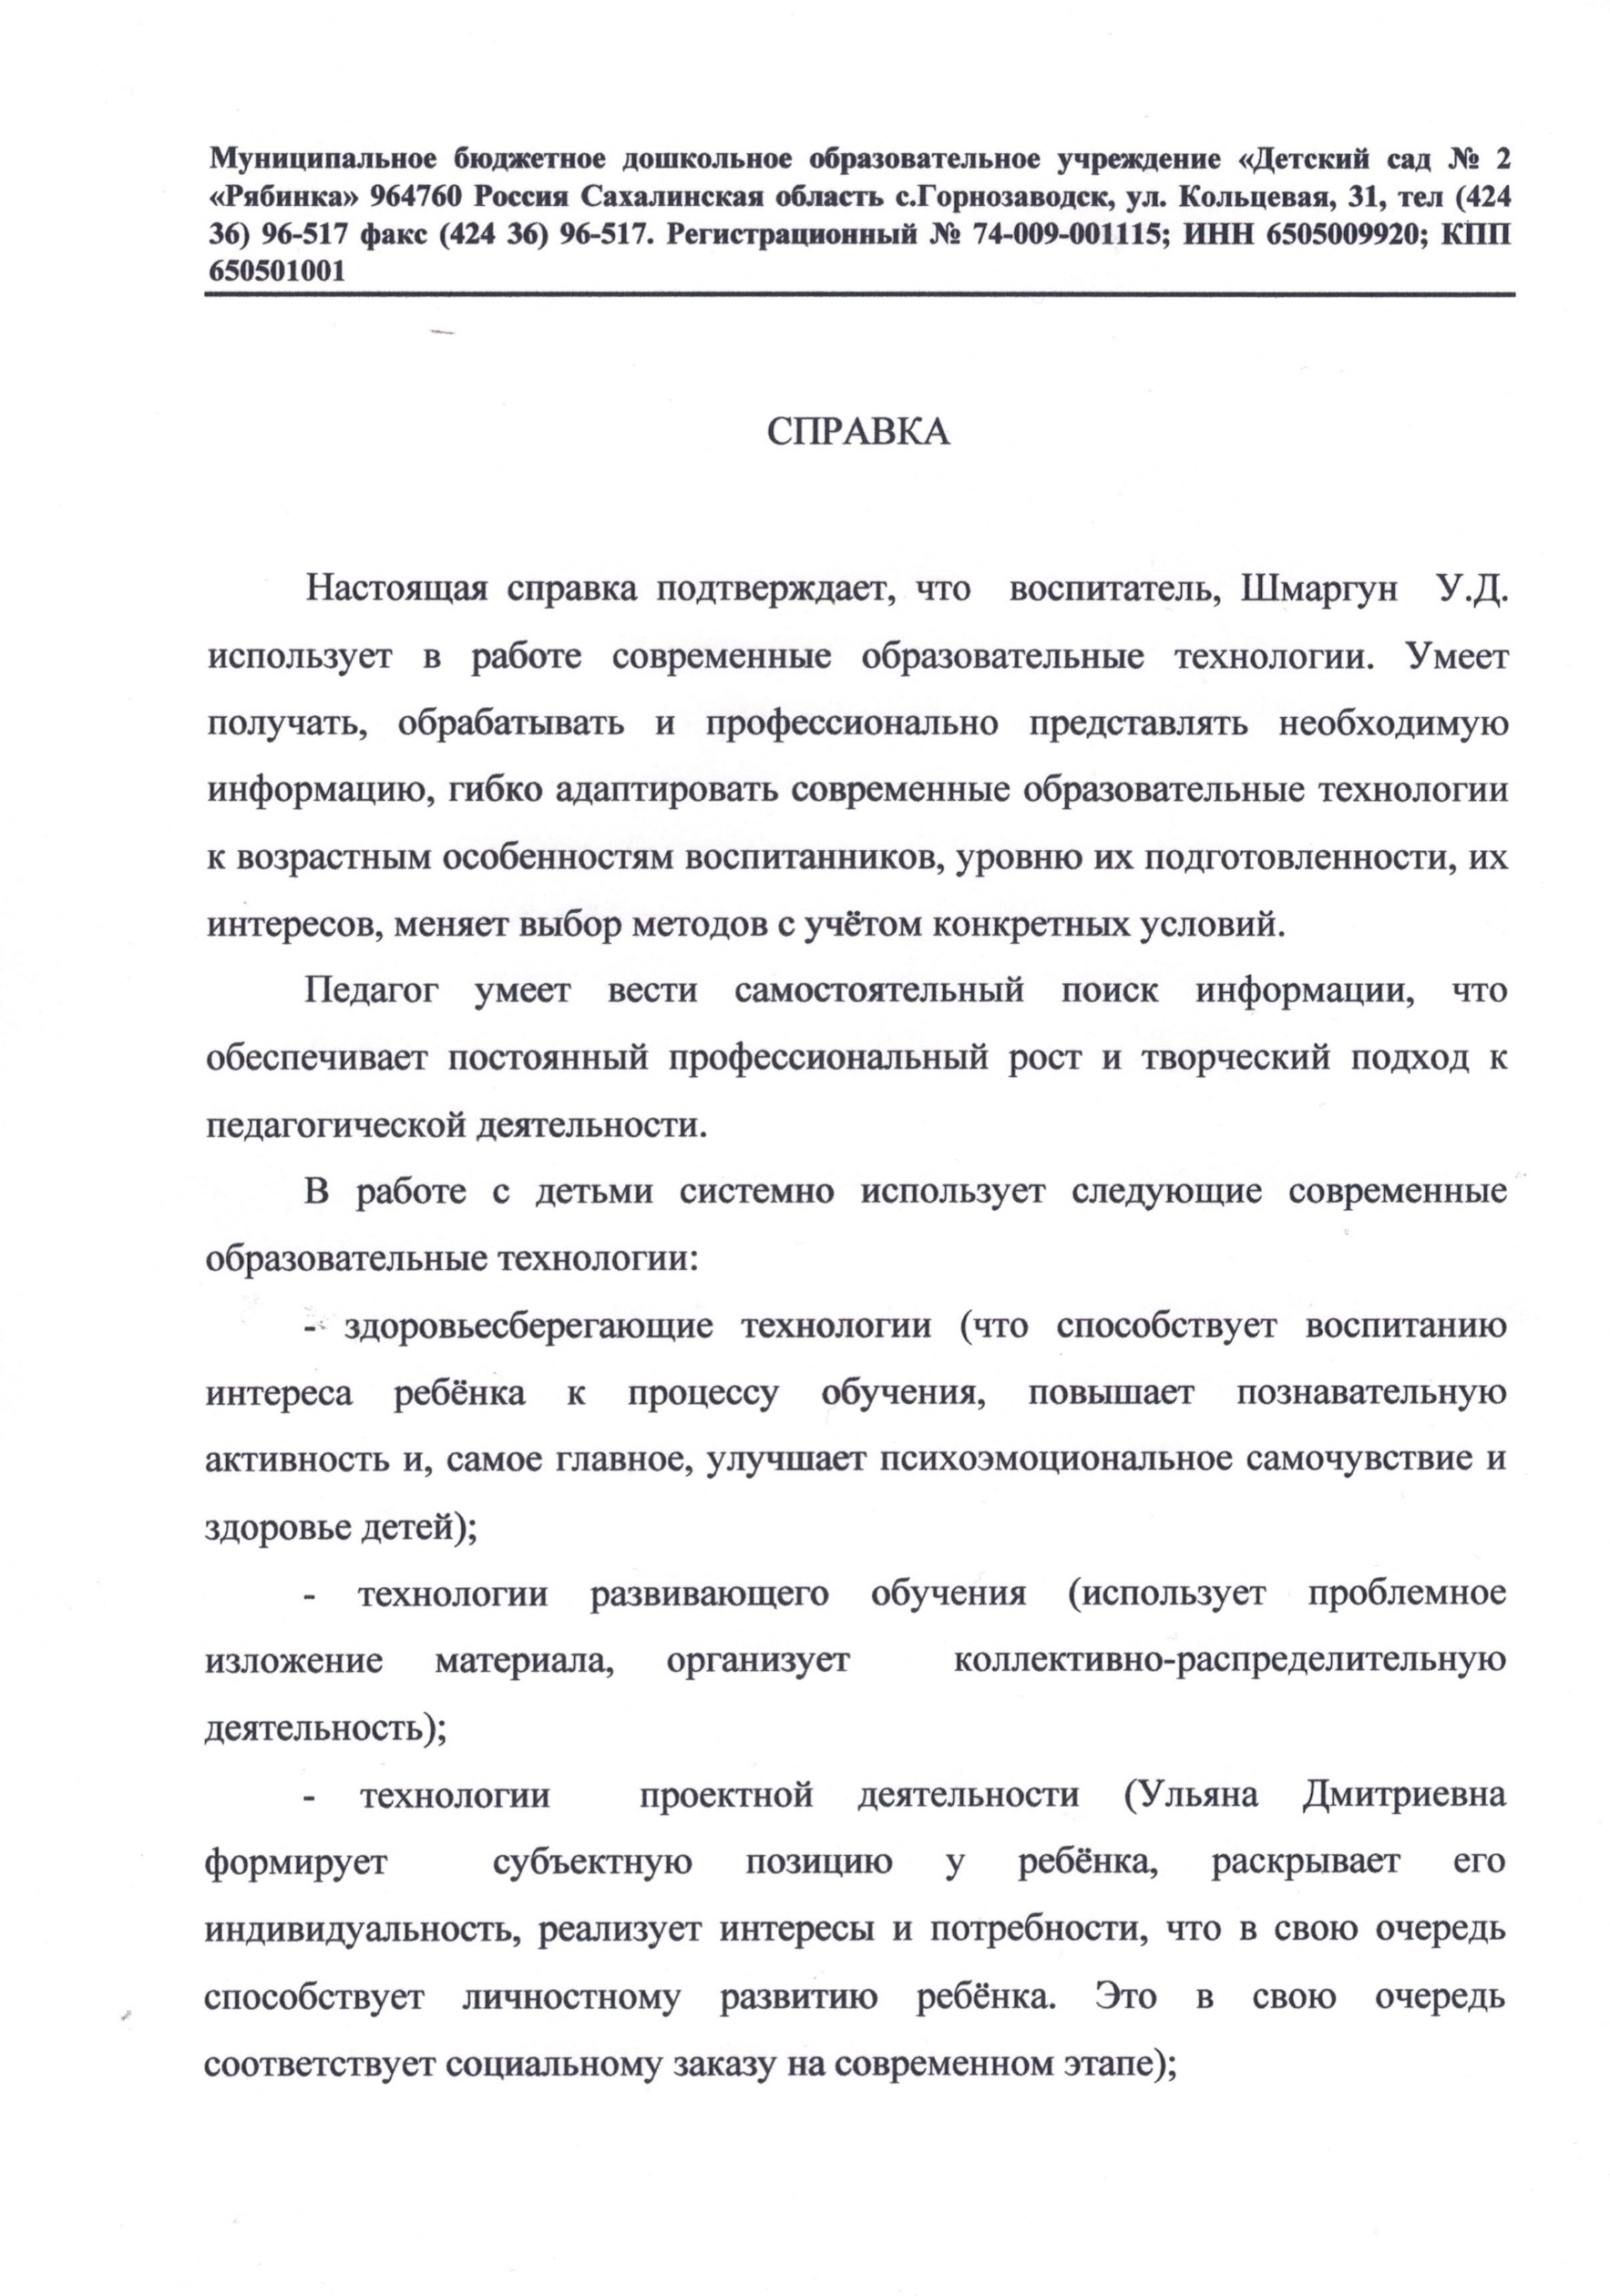 Муниципальное бюджетное дошкольное образовательное учреждение «Детский сад № 2
«Рябинка» 964760 Россия Сахалинская область с.Горнозаводск, ул. Кольцевая, 31, тел (424
36) 96-517 факс (424 36) 96-517. Регистрационный № 74-009-001115; ИНН 6505009920; КПП
650501001
СПРАВКА
Настоящая справка подтверждает, что воспитатель, Шмаргун У.Д.
использует в работе современные образовательные технологии. Умеет
получать, обрабатывать и профессионально представлять необходимую
информацию, гибко адаптировать современные образовательные технологии
к возрастным особенностям воспитанников, уровню их подготовленности, их
интересов, меняет выбор методов с учётом конкретных условий.
Педагог умеет вести самостоятельный поиск информации, что
обеспечивает постоянный профессиональный рост и творческий подход к
педагогической деятельности.
В работе с детьми системно использует следующие современные
образовательные технологии:
- здоровьесберегающие технологии (что способствует воспитанию
интереса ребёнка к процессу обучения, повышает познавательную
активность и, самое главное, улучшает психоэмоциональное самочувствие и
здоровье детей);
- технологии развивающего обучения (использует проблемное
изложение материала, организует коллективно-распределительную
деятельность);
- технологии проектной деятельности (Ульяна Дмитриевна
формирует субъектную позицию у ребёнка, раскрывает его
индивидуальность, реализует интересы и потребности, что в свою очередь
способствует личностному развитию ребёнка. Это в свою очередь
соответствует социальному заказу на современном этапе);